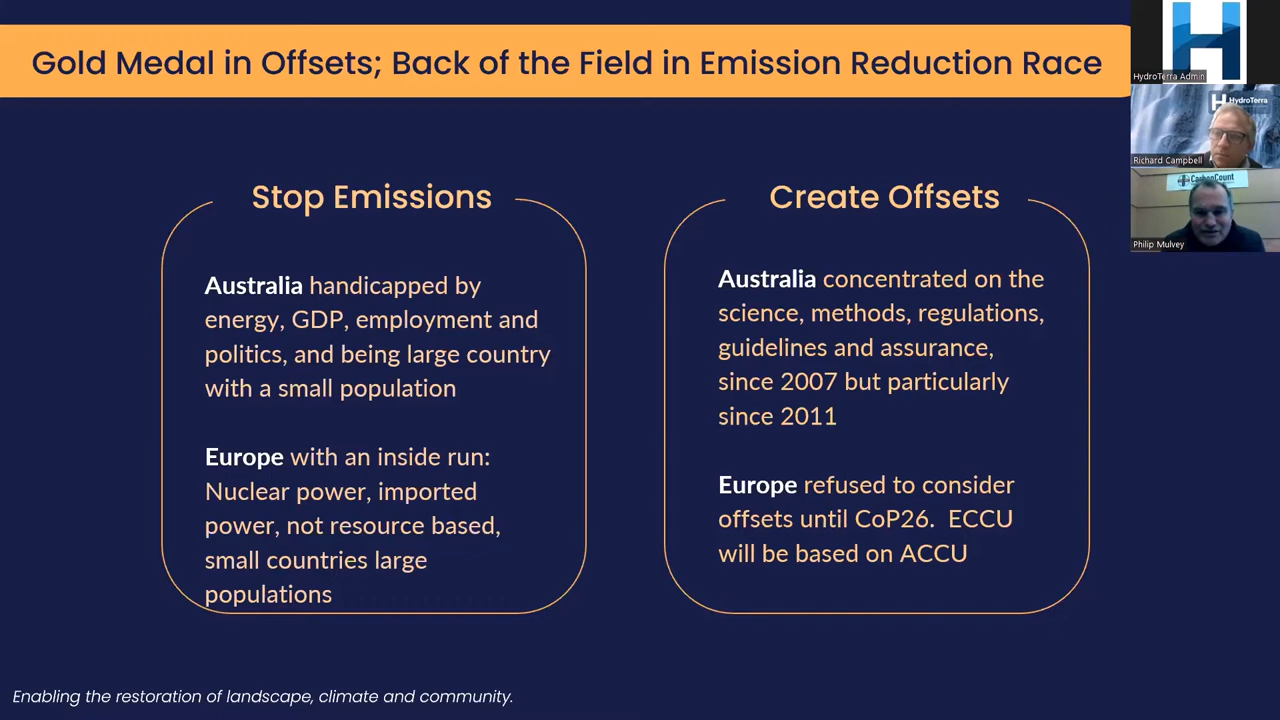 Gold Medal in Offsets; Back of the Field in Emission Reduction Race
Stop Emissions
Australia handicapped by
energy, GDP, employment and
politics, and being large country
with a small population
Europe with an inside run:
Nuclear power, imported
power, not resource based,
small countries large
populations
Create Offsets
Australia concentrated on the
science, methods, regulations,
guidelines and assurance,
since 2007 but particularly
since 2011
Europe refused to consider
offsets until CoP26.  ECCU
will be based on ACCU
Enabling the restoration of landscape, climate and community.
HydroTerra Admin
HydroTerra
Richard Campbell
CarbonCount
Philip Mulvey